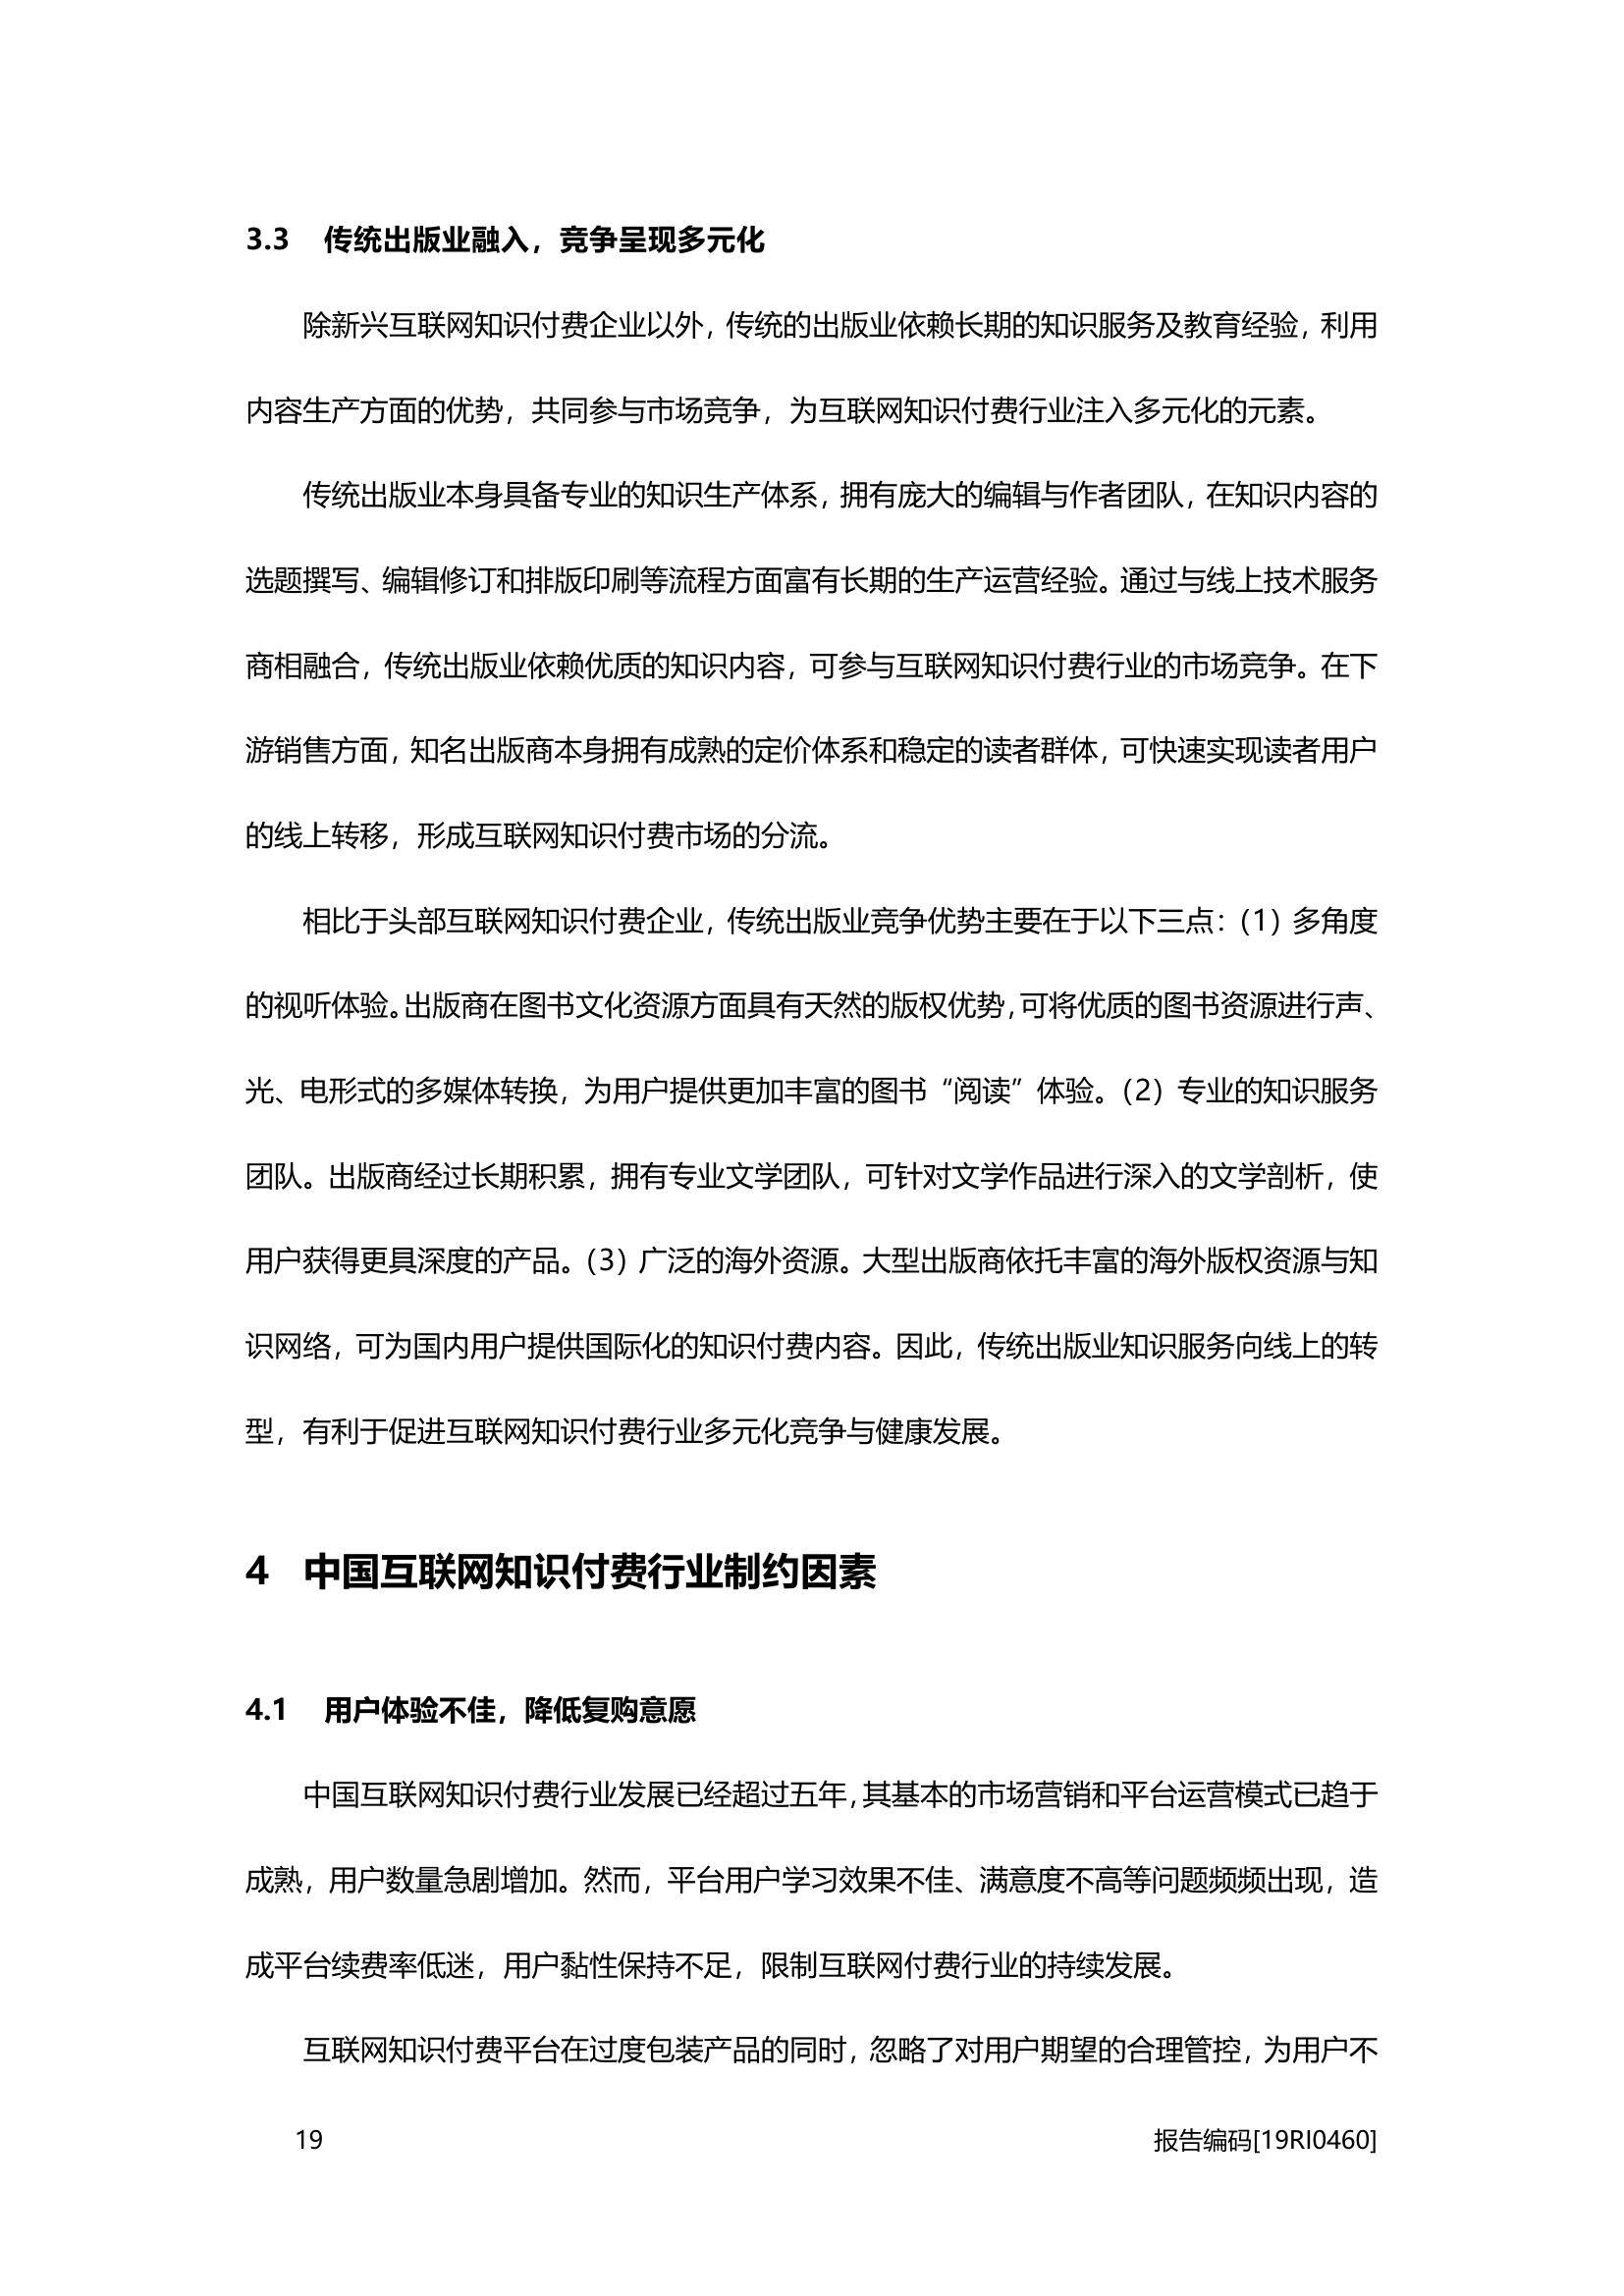 3.3 传统出版业融入，竞争呈现多元化
除新兴互联网知识付费企业以外，传统的出版业依赖长期的知识服务及教育经验，利用
内容生产方面的优势，共同参与市场竞争，为互联网知识付费行业注入多元化的元素。
传统出版业本身具备专业的知识生产体系，拥有庞大的编辑与作者团队，在知识内容的
选题撰写、编辑修订和排版印刷等流程方面富有长期的生产运营经验。通过与线上技术服务
商相融合，传统出版业依赖优质的知识内容，可参与互联网知识付费行业的市场竞争。在下
游销售方面，知名出版商本身拥有成熟的定价体系和稳定的读者群体，可快速实现读者用户
的线上转移，形成互联网知识付费市场的分流。
相比于头部互联网知识付费企业，传统出版业竞争优势主要在于以下三点：（1）多角度
的视听体验。出版商在图书文化资源方面具有天然的版权优势，可将优质的图书资源进行声、
光、电形式的多媒体转换，为用户提供更加丰富的图书“阅读”体验。（2）专业的知识服务
团队。出版商经过长期积累，拥有专业文学团队，可针对文学作品进行深入的文学剖析，使
用户获得更具深度的产品。（3）广泛的海外资源。大型出版商依托丰富的海外版权资源与知
识网络，可为国内用户提供国际化的知识付费内容。因此，传统出版业知识服务向线上的转
型，有利于促进互联网知识付费行业多元化竞争与健康发展。
4 中国互联网知识付费行业制约因素
4.1 用户体验不佳，降低复购意愿
中国互联网知识付费行业发展已经超过五年，其基本的市场营销和平台运营模式已趋于
成熟，用户数量急剧增加。然而，平台用户学习效果不佳、满意度不高等问题频频出现，造
成平台续费率低迷，用户黏性保持不足，限制互联网付费行业的持续发展。
互联网知识付费平台在过度包装产品的同时，忽略了对用户期望的合理管控，为用户不
19 报告编码[19RI0460]